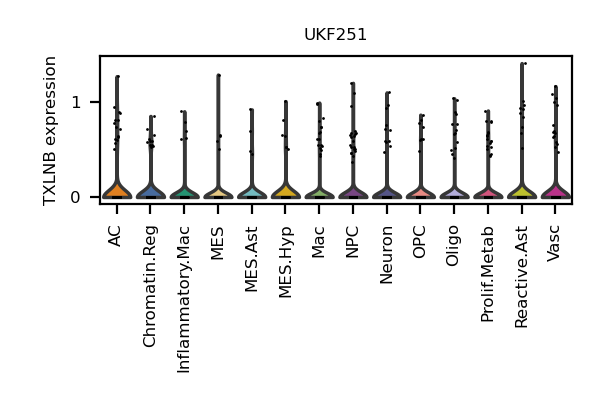 UKF251
TXLNB expression
1
0
AC
Chromatin.Reg
Inflammatory.Mac
MES
MES.Ast
MES.Hyp
Mac
NPC
Neuron
OPC
Oligo
Prolif.Metab
Reactive.Ast
Vasc